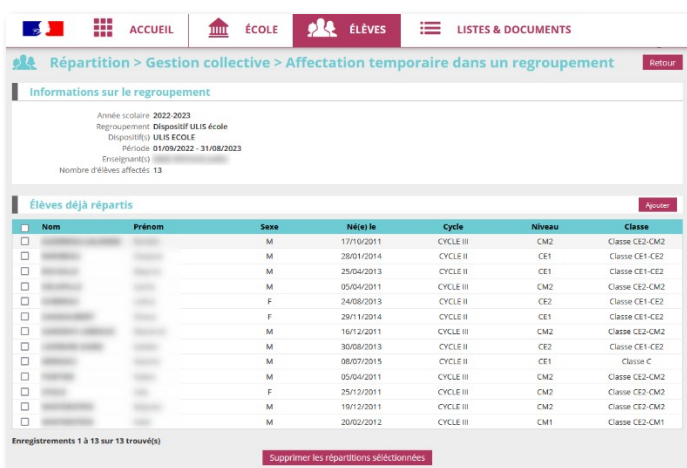 ACCUEIL ÉCOLE ÉLÈVES LISTES & DOCUMENTS
Répartition > Gestion collective > Affectation temporaire dans un regroupement Retour
Informations sur le regroupement
Année scolaire 2022-2023
Regroupement Dispositif ULIS école
Dispositif(s) ULIS ECOLE
Période 01/09/2022 - 31/08/2023
Enseignant(s)
Nombre d'élèves affectés 13
Élèves déjà répartis Ajouter
Nom Prénom Sexe Né(e) le Cycle Niveau Classe
M 17/10/2011 CYCLE III CM2 Classe CE2-CM2
M 28/01/2014 CYCLE II CE1 Classe CE1-CE2
M 25/04/2013 CYCLE II CE1 Classe CE1-CE2
M 05/04/2011 CYCLE III CM2 Classe CE2-CM2
F 24/08/2013 CYCLE II CE2 Classe CE1-CE2
F 29/11/2014 CYCLE II CE1 Classe CE1-CE2
M 16/12/2011 CYCLE III CM2 Classe CE2-CM2
M 30/08/2013 CYCLE II CE2 Classe CE1-CE2
M 08/07/2015 CYCLE II CE1 Classe C
M 05/04/2011 CYCLE III CM2 Classe CE2-CM2
F 25/12/2011 CYCLE III CM2 Classe CE2-CM2
M 19/12/2011 CYCLE III CM2 Classe CE2-CM2
M 20/02/2012 CYCLE III CM1 Classe CE2-CM1
Enregistrements 1 à 13 sur 13 trouvé(s)
Supprimer les répartitions séléctionnées